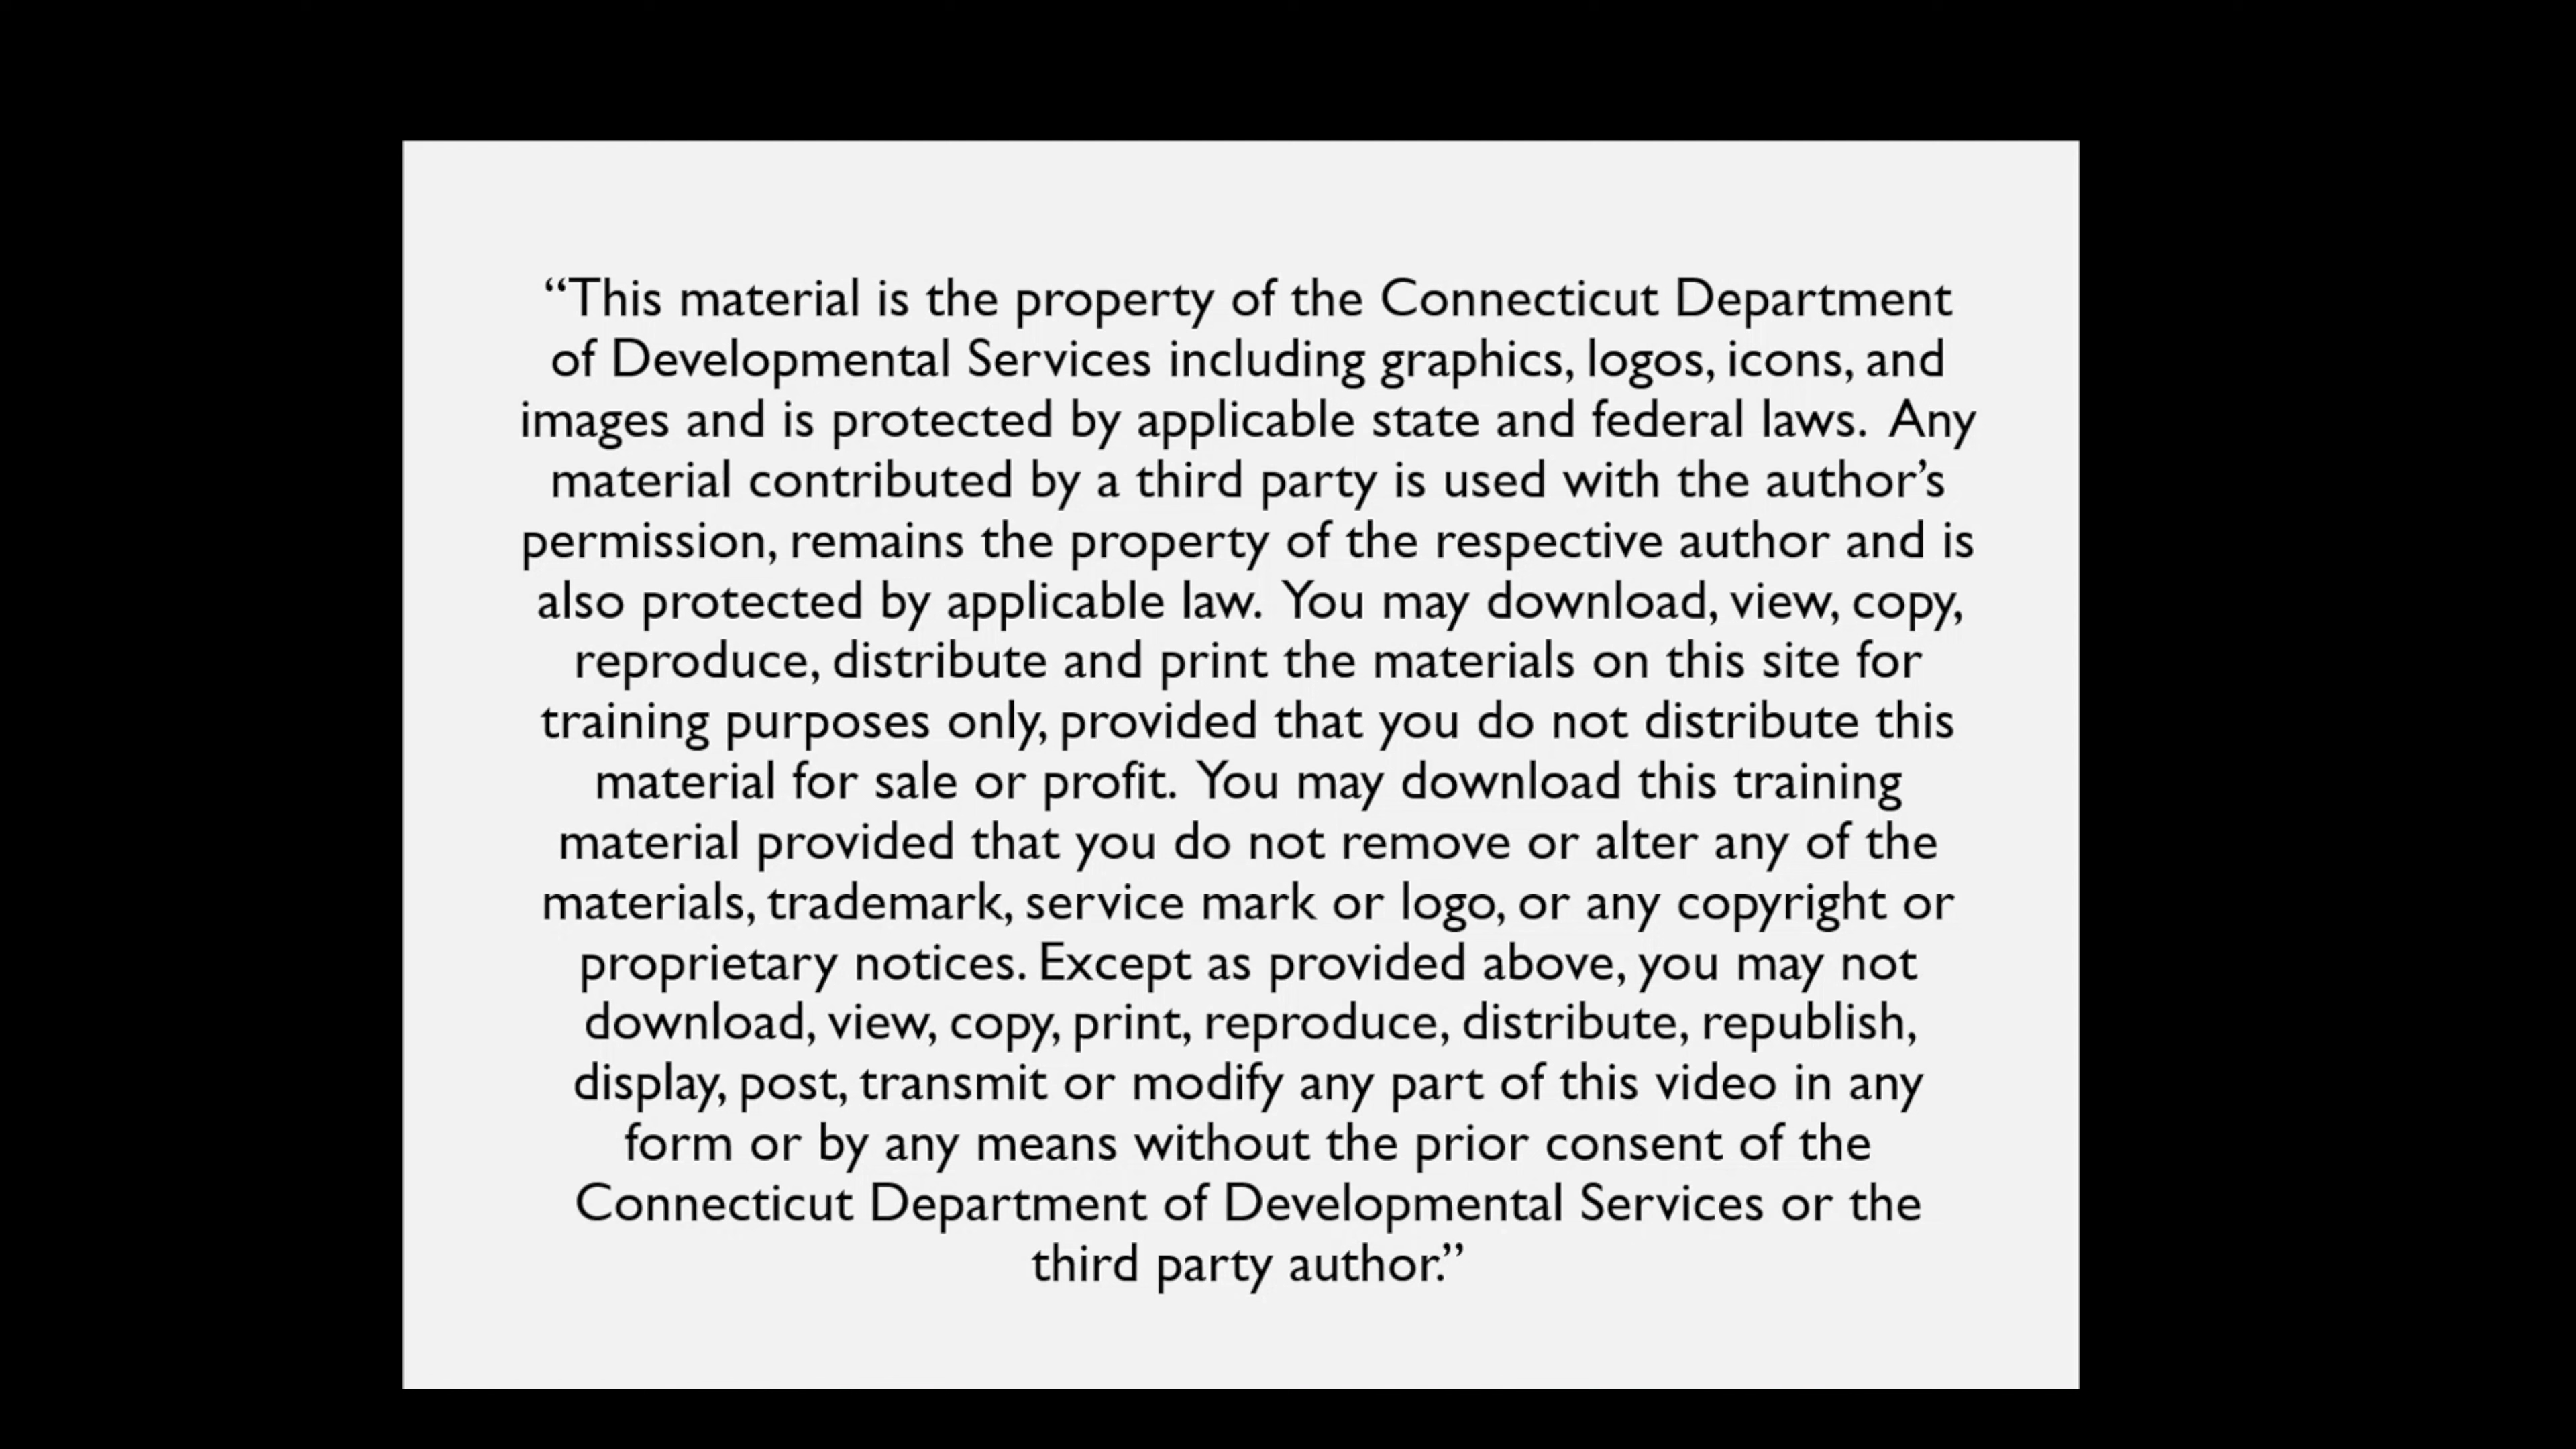 “This material is the property of the Connecticut Department
of Developmental Services including graphics, logos, icons, and
images and is protected by applicable state and federal laws. Any
material contributed by a third party is used with the author’s
permission, remains the property of the respective author and is
also protected by applicable law. You may download, view, copy,
reproduce, distribute and print the materials on this site for
training purposes only, provided that you do not distribute this
material for sale or profit. You may download this training
material provided that you do not remove or alter any of the
materials, trademark, service mark or logo, or any copyright or
proprietary notices. Except as provided above, you may not
download, view, copy, print, reproduce, distribute, republish,
display, post, transmit or modify any part of this video in any
form or by any means without the prior consent of the
Connecticut Department of Developmental Services or the
third party author.”